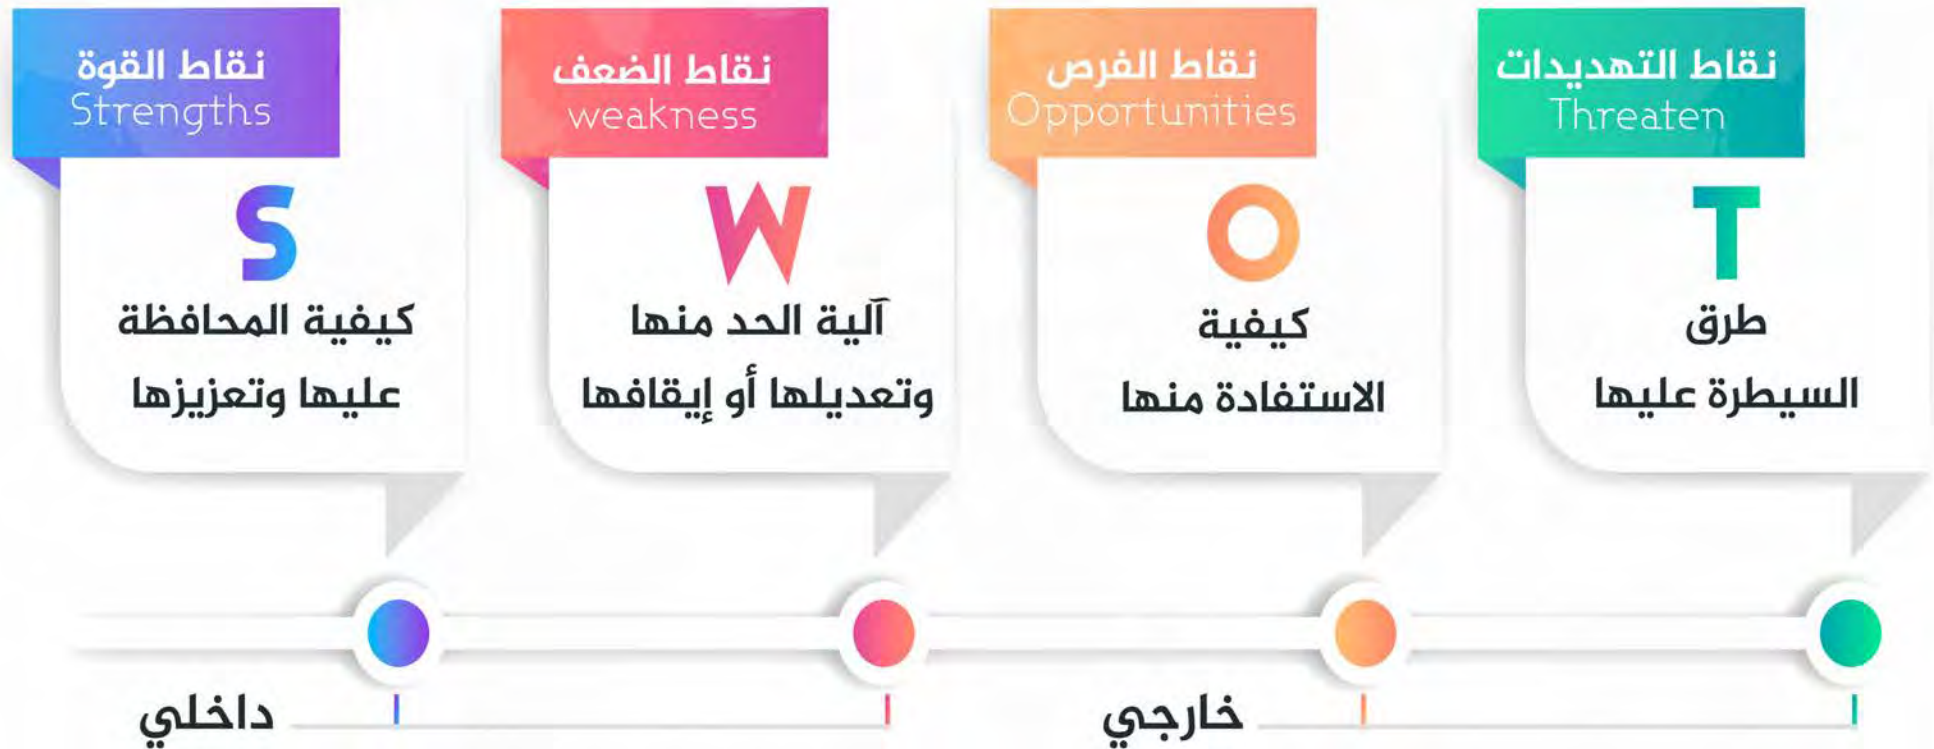 نقاط القوة
Strengths
S
كيفية المحافظة
عليها وتعزيزها
نقاط الضعف
weakness
W
آلية الحد منها
وتعديلها أو إيقافها
نقاط الفرص
Opportunities
O
كيفية
الاستفادة منها
نقاط التهديدات
Threaten
T
طرق
السيطرة عليها
داخلي
خارجي